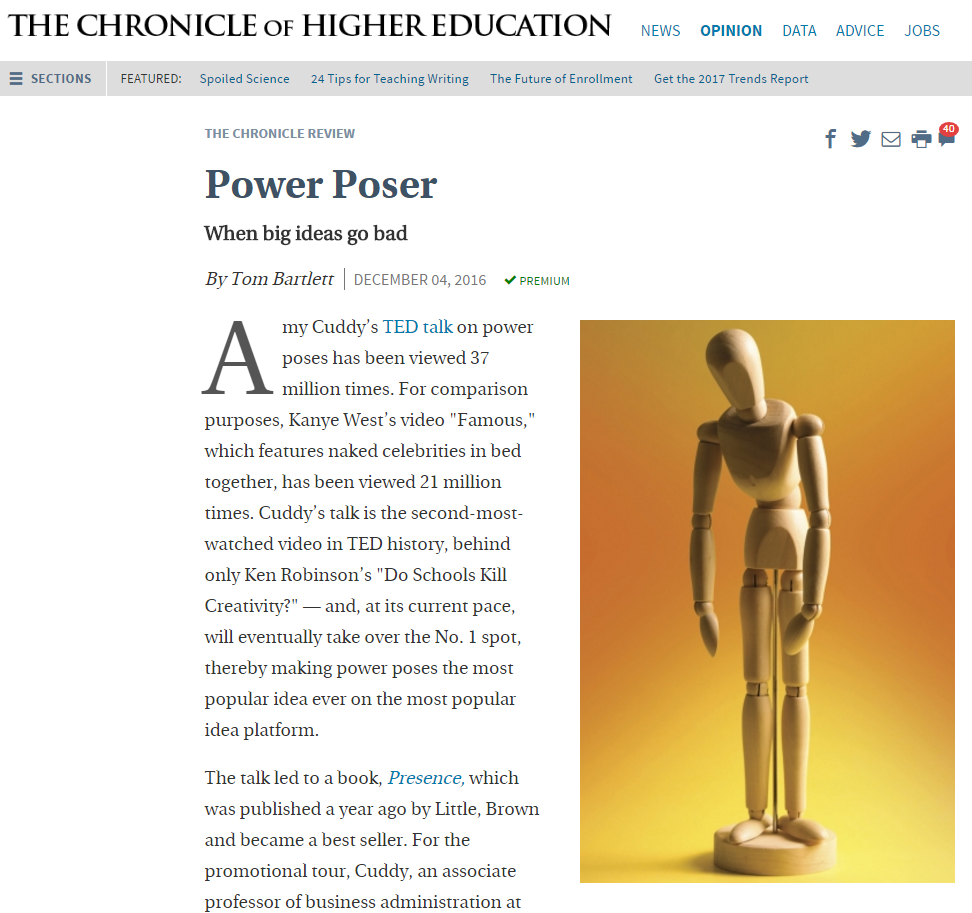 THE CHRONICLE OF HIGHER EDUCATION
NEWS OPINION DATA ADVICE JOBS
SECTIONS
FEATURED: Spoiled Science 24 Tips for Teaching Writing The Future of Enrollment Get the 2017 Trends Report
THE CHRONICLE REVIEW
40
Power Poser
When big ideas go bad
By Tom Bartlett DECEMBER 04, 2016 PREMIUM
Amy Cuddy’s TED talk on power
poses has been viewed 37
million times. For comparison
purposes, Kanye West’s video "Famous,"
which features naked celebrities in bed
together, has been viewed 21 million
times. Cuddy’s talk is the second-most-
watched video in TED history, behind
only Ken Robinson’s "Do Schools Kill
Creativity?" — and, at its current pace,
will eventually take over the No. 1 spot,
thereby making power poses the most
popular idea ever on the most popular
idea platform.
The talk led to a book, Presence, which
was published a year ago by Little, Brown
and became a best seller. For the
promotional tour, Cuddy, an associate
professor of business administration at